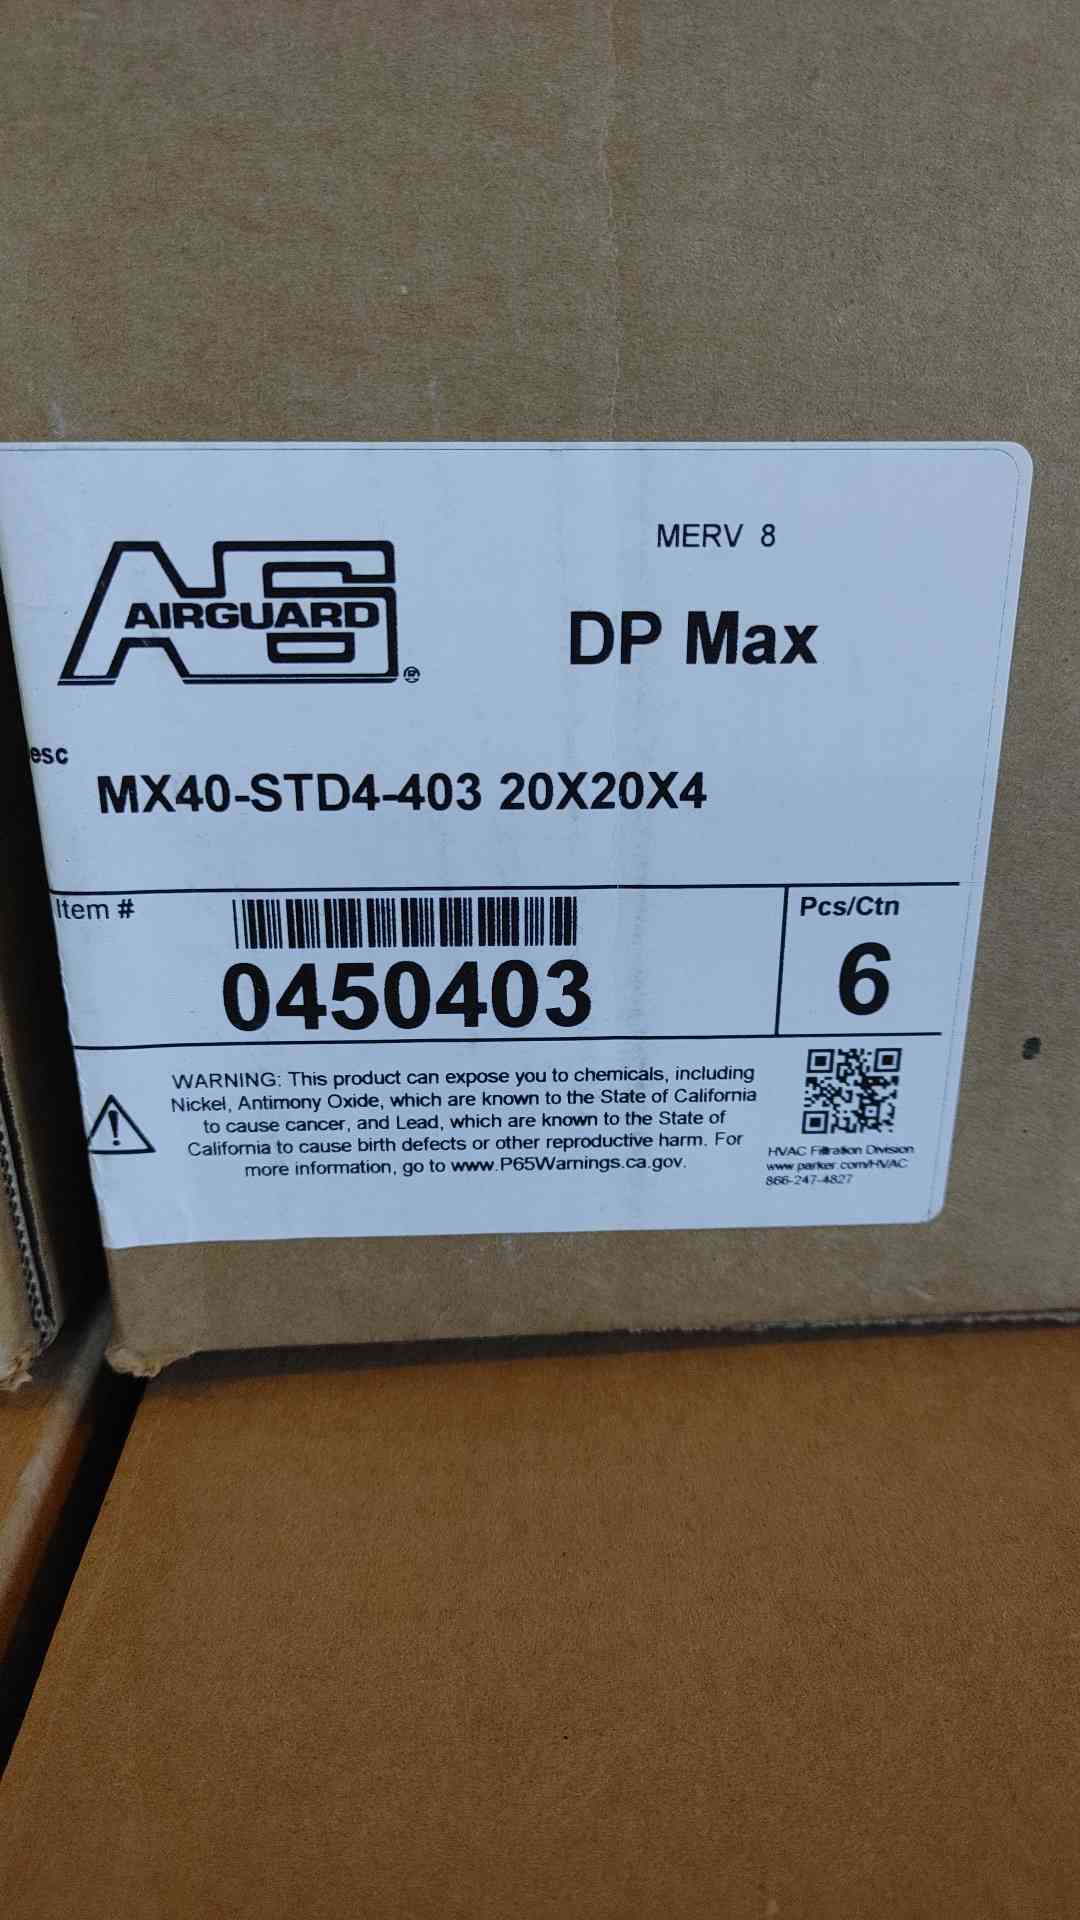 MERV 8
AIRGUARD
DP Max
esc
MX40-STD4-403 20X20X4
Item #
Pcs/Ctn
0450403
6
WARNING: This product can expose you to chemicals, including
Nickel, Antimony Oxide, which are known to the State of California
to cause cancer, and Lead, which are known to the State of
California to cause birth defects or other reproductive harm. For
more information, go to www.P65Warnings.ca.gov.
HVAC Filtration Division
www.parker.com/HVAC
866-247-4827